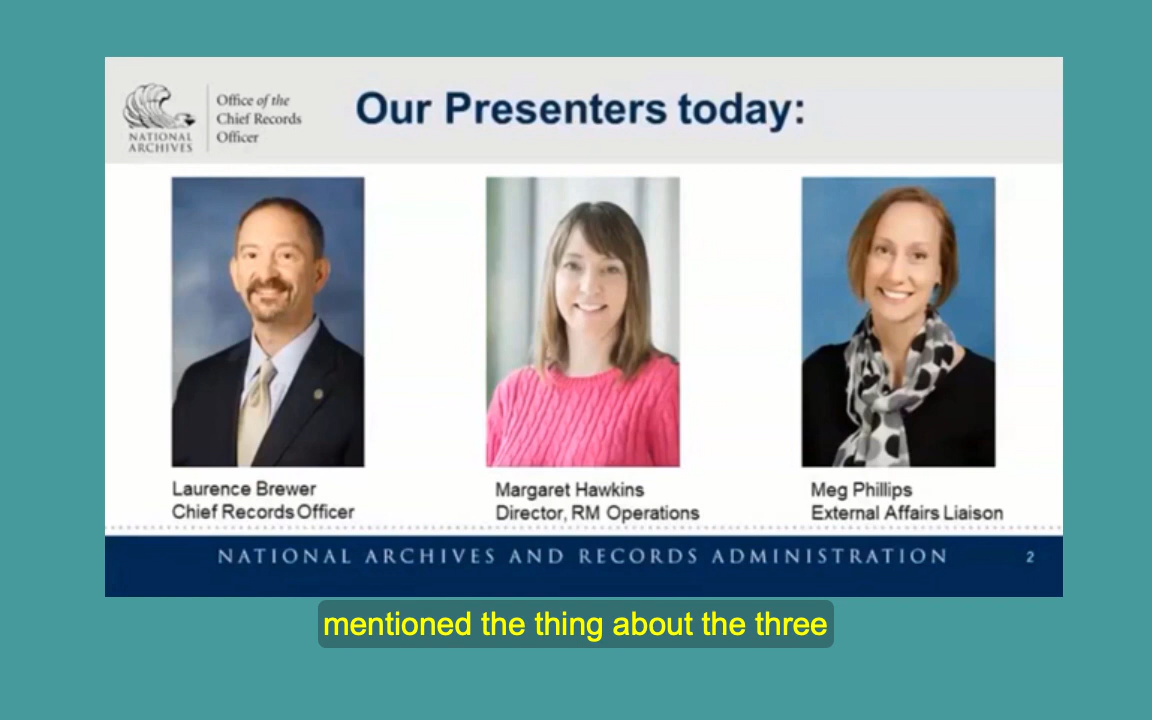 Office of the
Chief Records
Officer
NATIONAL
ARCHIVES
Our Presenters today:
Laurence Brewer
Chief Records Officer
Margaret Hawkins
Director, RM Operations
Meg Phillips
External Affairs Liaison
NATIONAL ARCHIVES AND RECORDS ADMINISTRATION
2
mentioned the thing about the three